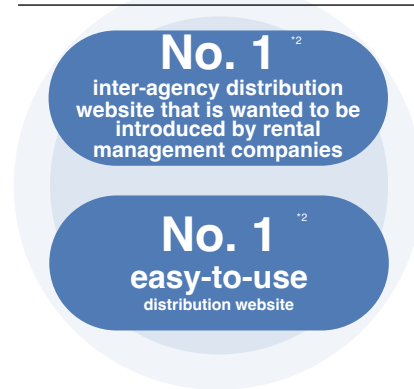 No. 1 *2
inter-agency distribution
website that is wanted to be
introduced by rental
management companies
No. 1 *2
easy-to-use
distribution website